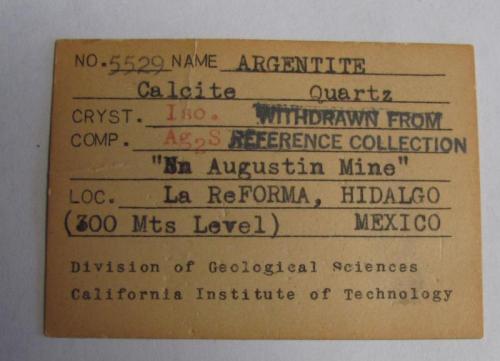 NO. 5529 NAME ARGENTITE
Calcite Quartz
CRYST. Iso. WITHDRAWN FROM
COMP. Ag₂S REFERENCE COLLECTION
Augustin Mine"
LOC. La ReFORMA, HIDALGO
(300 Mts Level) MEXICO
Division of Geological Sciences
California Institute of Technology